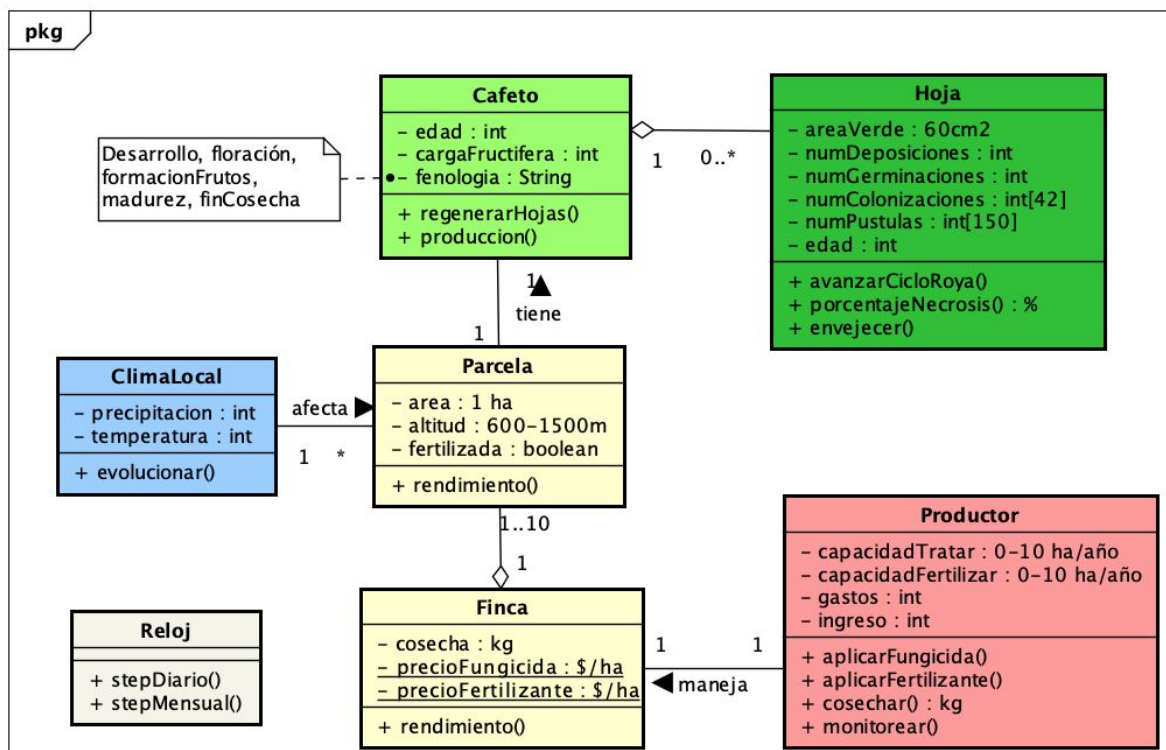 pkg
Cafeto
– edad : int
– cargaFructifera : int
– fenologia : String
+ regenerarHojas()
+ produccion()
Desarrollo, floración,
formacionFrutos,
madurez, finCosecha
Hoja
– areaVerde : 60cm2
– numDeposiciones : int
– numGerminaciones : int
– numColonizaciones : int[42]
– numPustulas : int[150]
– edad : int
+ avanzarCicloRoya()
+ porcentajeNecrosis() : %
+ envejecer()
1
0..*
1
tiene
1
ClimaLocal
– precipitacion : int
– temperatura : int
+ evolucionar()
afecta
1
*
Parcela
– area : 1 ha
– altitud : 600–1500m
– fertilizada : boolean
+ rendimiento()
1..10
1
Finca
– cosecha : kg
– precioFungicida : $/ha
– precioFertilizante : $/ha
+ rendimiento()
1
1
maneja
Productor
– capacidadTratar : 0–10 ha/año
– capacidadFertilizar : 0–10 ha/año
– gastos : int
– ingreso : int
+ aplicarFungicida()
+ aplicarFertilizante()
+ cosechar() : kg
+ monitorear()
Reloj
+ stepDiario()
+ stepMensual()